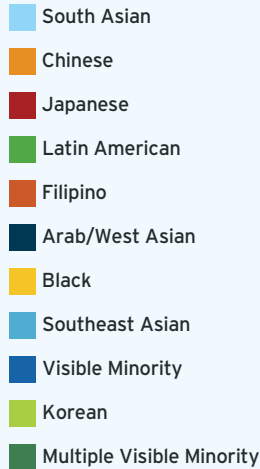 South Asian
Chinese
Japanese
Latin American
Filipino
Arab/West Asian
Black
Southeast Asian
Visible Minority
Korean
Multiple Visible Minority